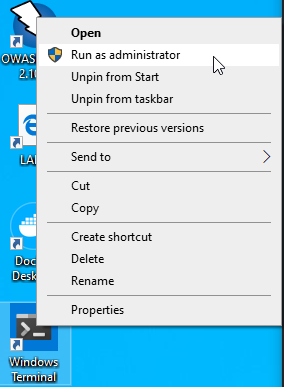 Open
OWAS
Run as administrator
2.1
Unpin from Start
Unpin from taskbar
Restore previous versions
LA
Send to
Cut
Copy
Create shortcut
Doc
Delete
Desk
Rename
Properties
Windows
Terminal